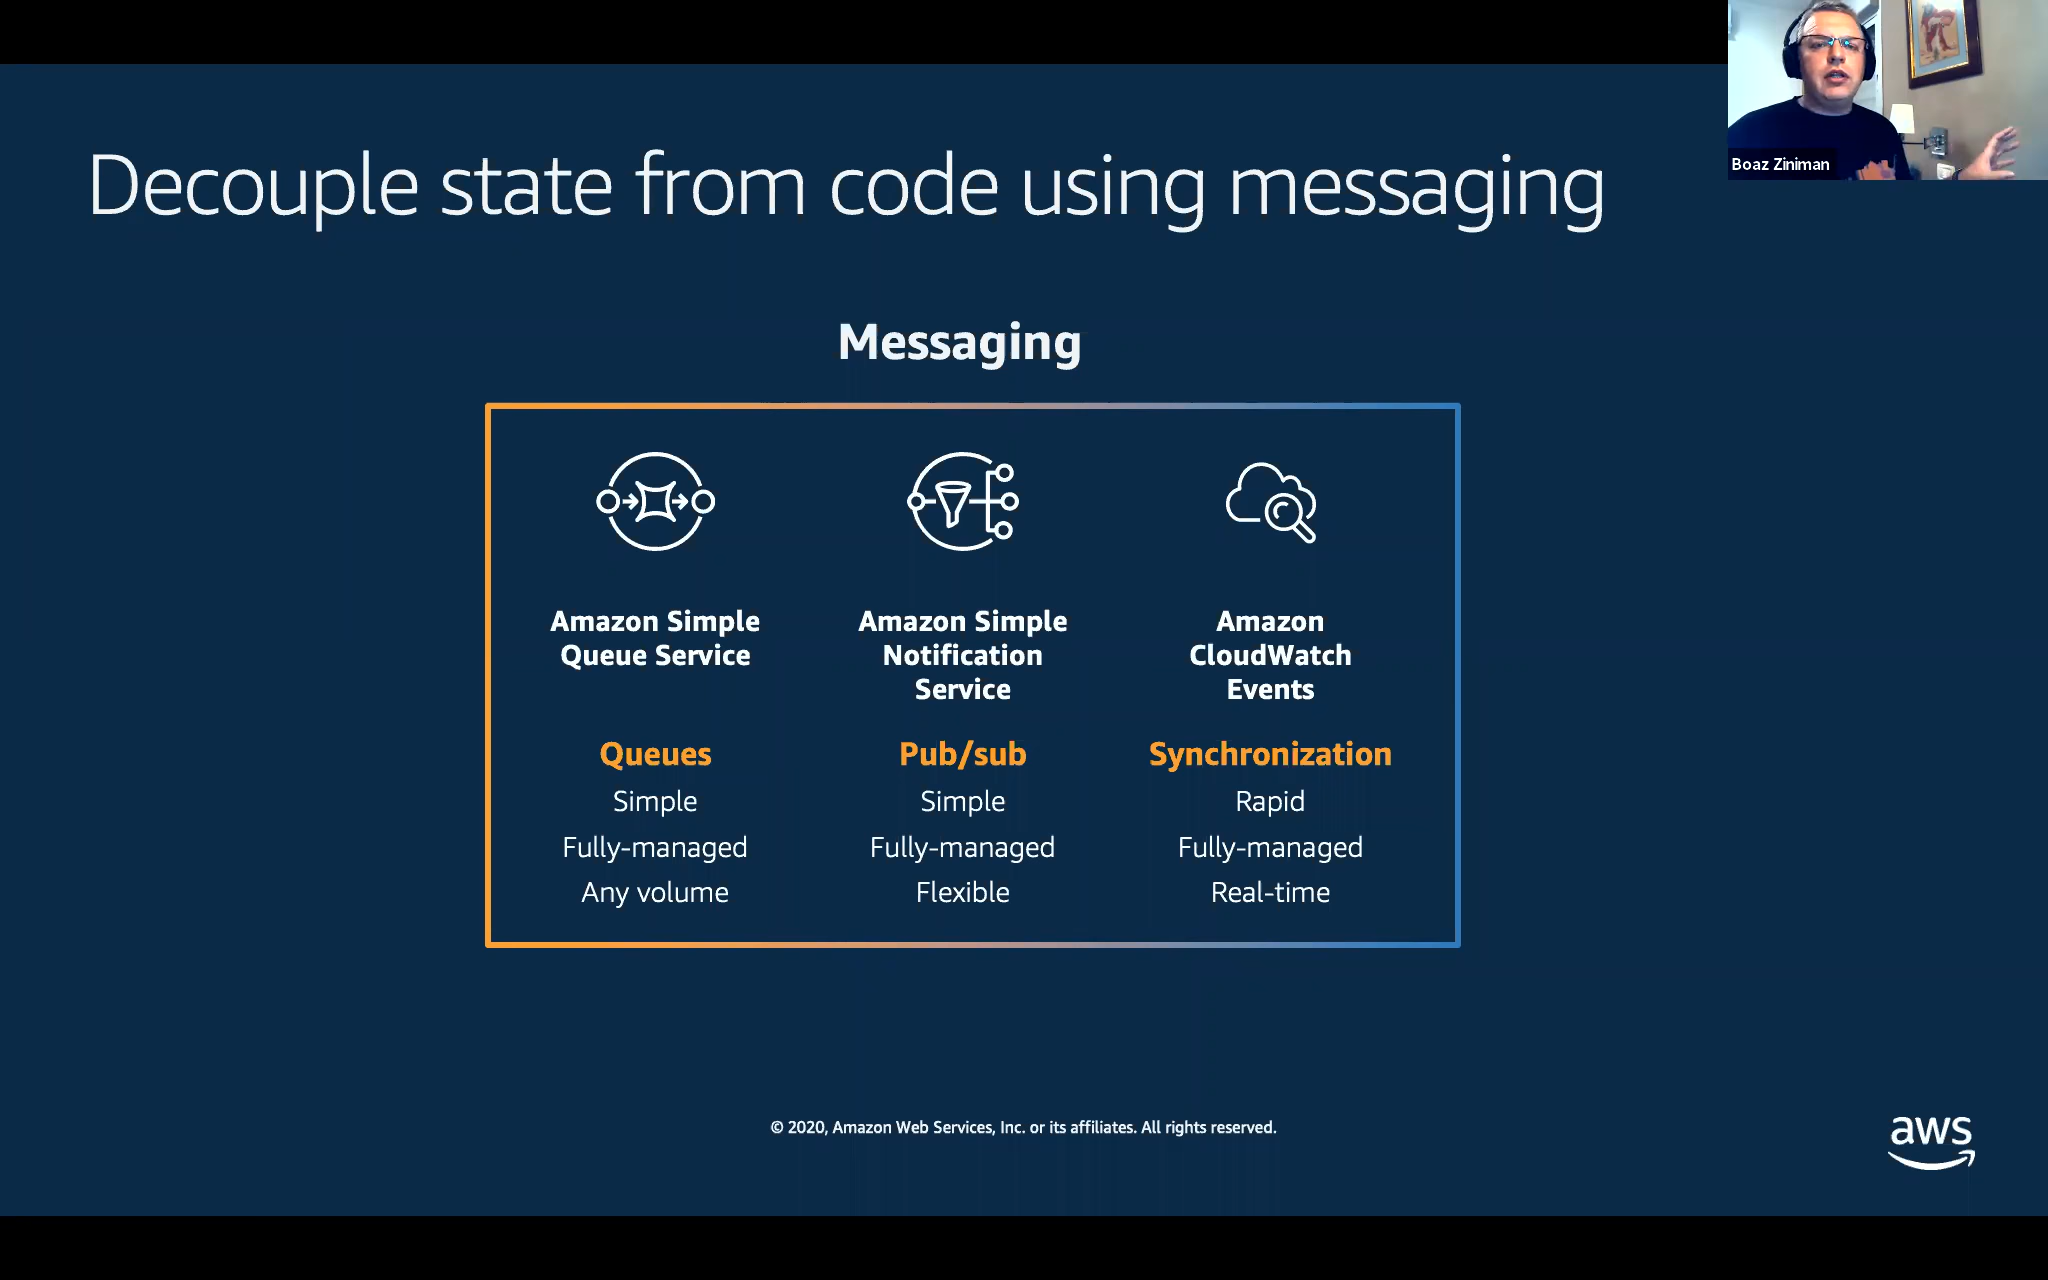 Boaz Ziniman
Decouple state from code using messaging
Messaging
Amazon Simple
Queue Service
Queues
Simple
Fully-managed
Any volume
Amazon Simple
Notification
Service
Pub/sub
Simple
Fully-managed
Flexible
Amazon
CloudWatch
Events
Synchronization
Rapid
Fully-managed
Real-time
© 2020, Amazon Web Services, Inc. or its affiliates. All rights reserved.
aws